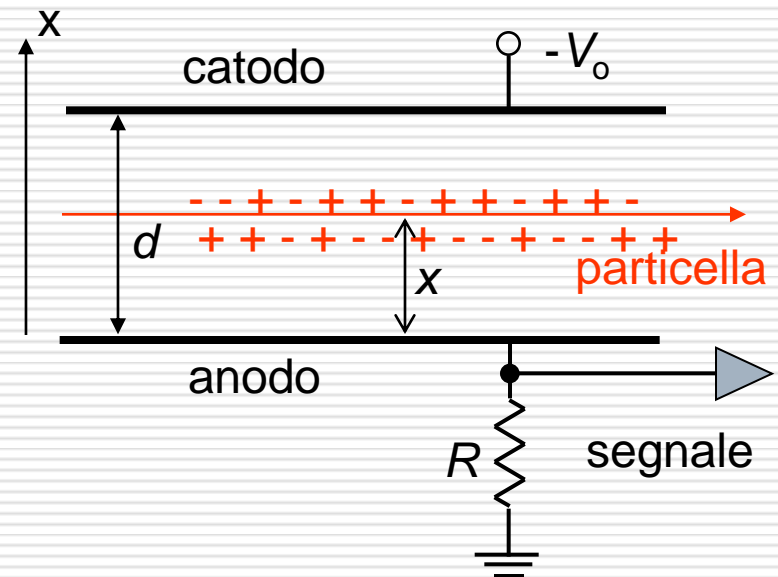 x
catodo
-Vo
- - + - + + - + + - + + -
d
+ + - + - - + - - + - - + +
particella
x
anodo
R
segnale